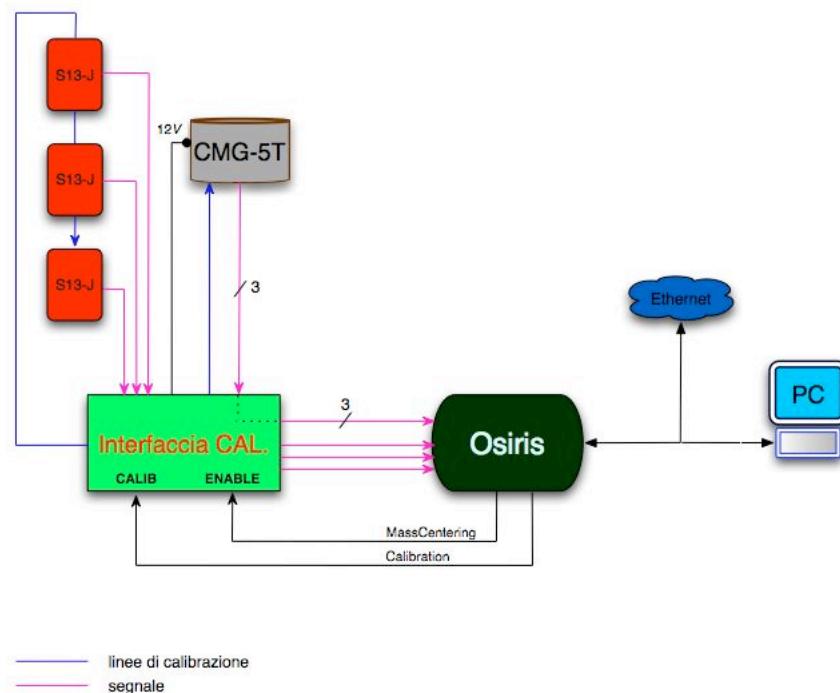 S13-J
12V
CMG-5T
S13-J
S13-J
3
Ethernet
PC
3
Interfaccia CAL.
Osiris
CALIB ENABLE
MassCentering
Calibration
linee di calibrazione
segnale